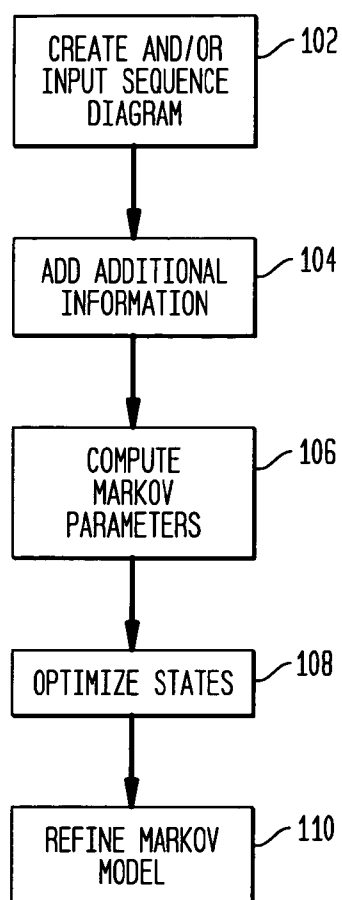 CREATE AND/OR
INPUT SEQUENCE
DIAGRAM
102
ADD ADDITIONAL
INFORMATION
104
COMPUTE
MARKOV
PARAMETERS
106
OPTIMIZE STATES
108
REFINE MARKOV
MODEL
110